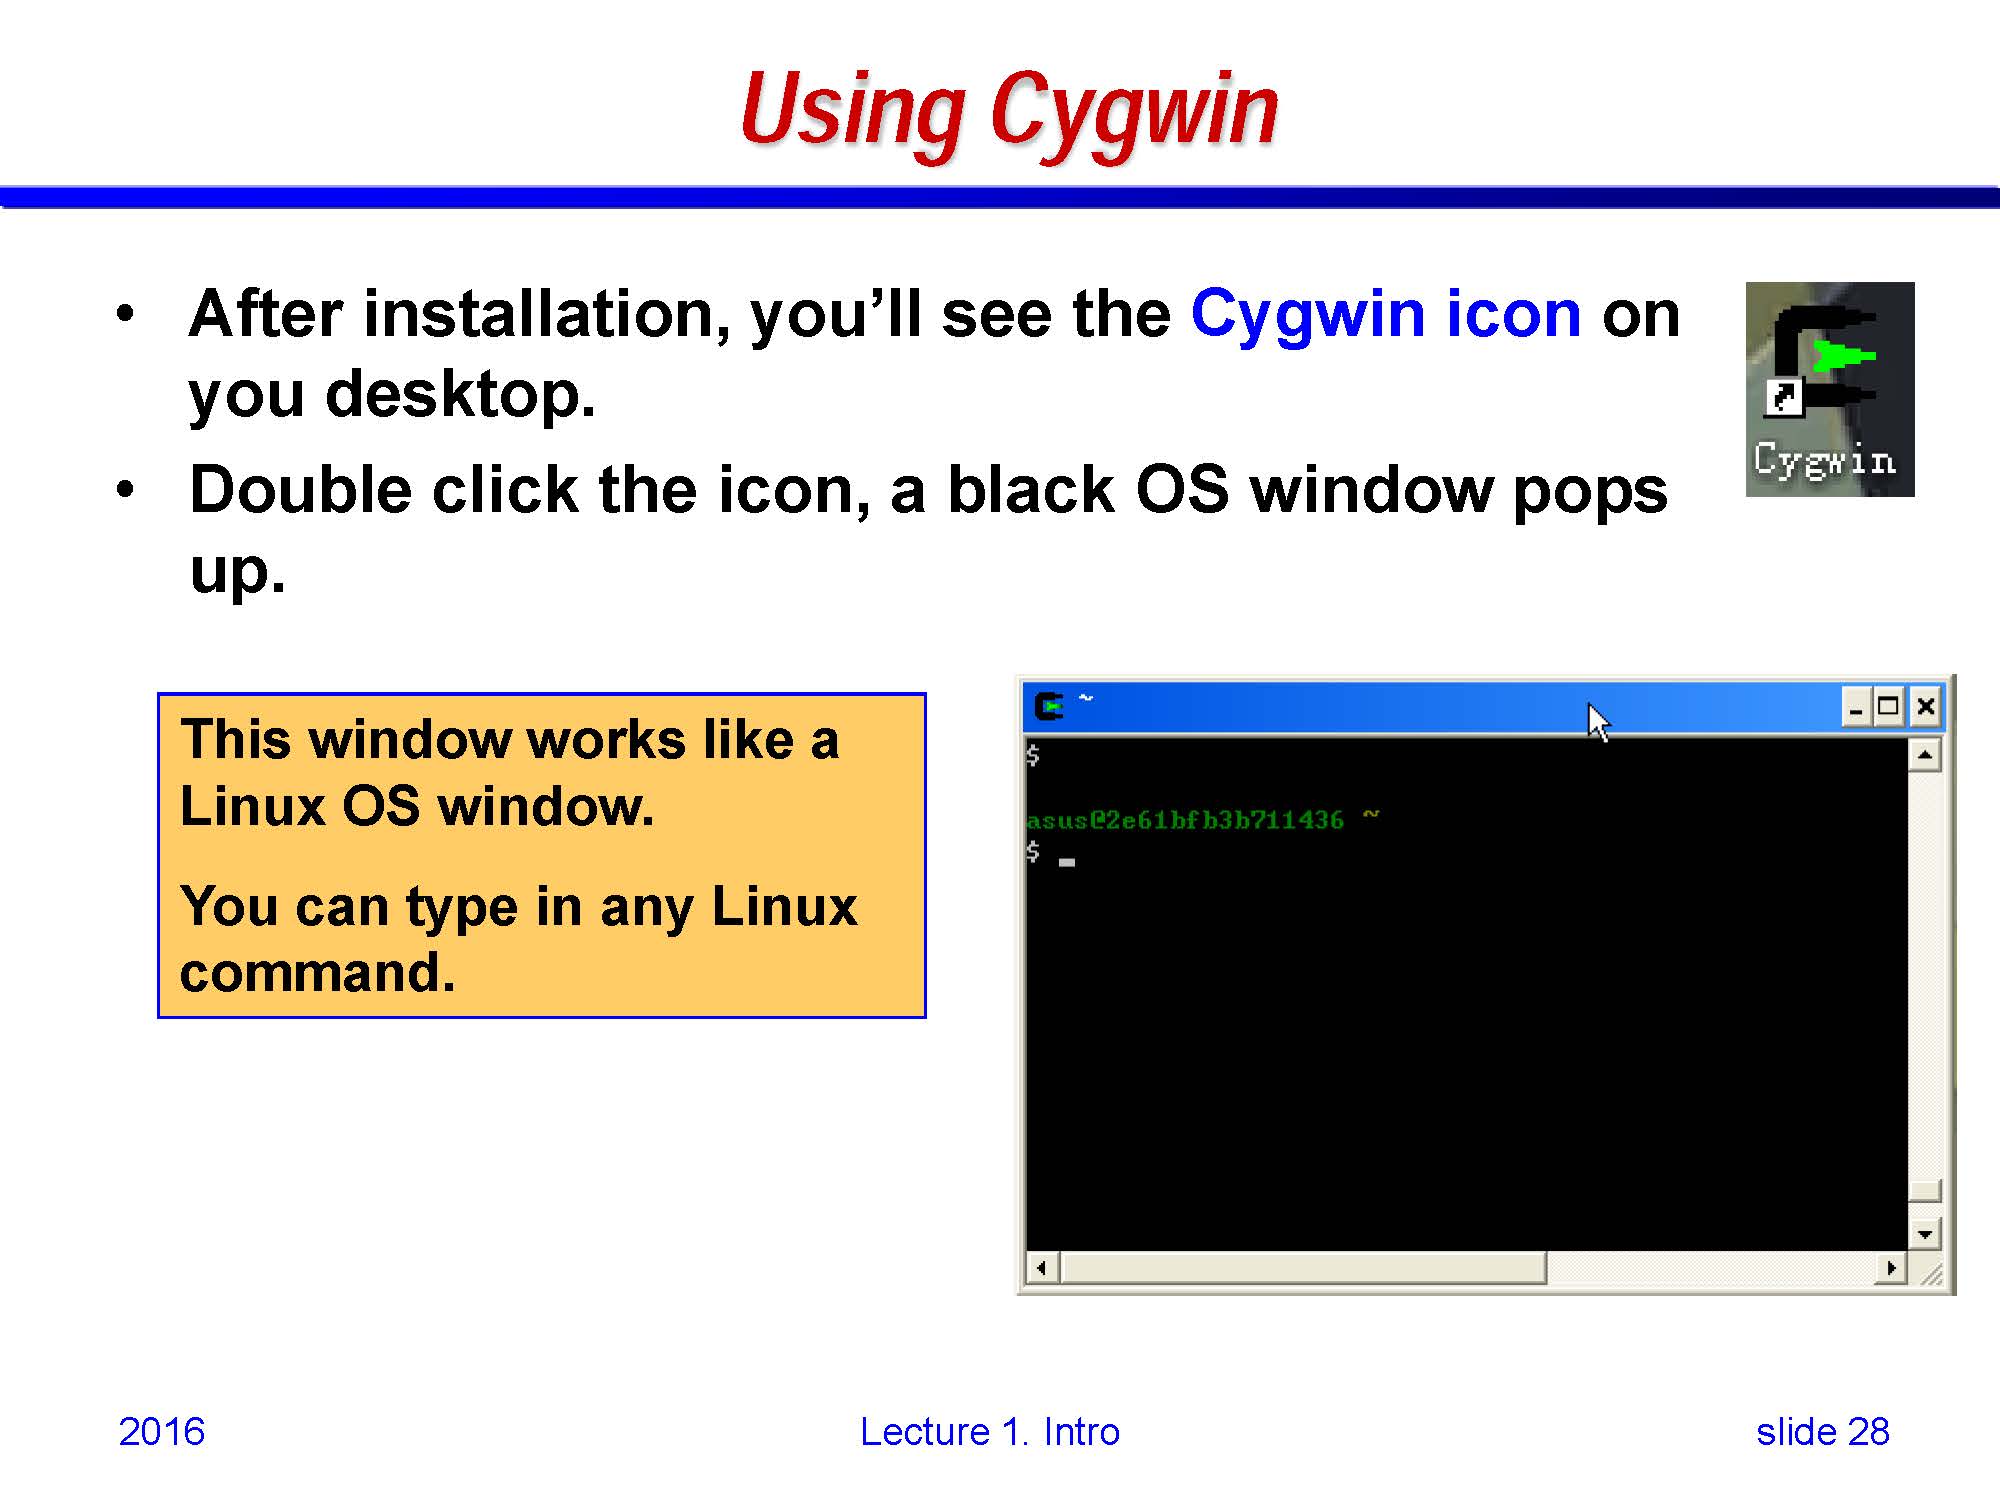 Using Cygwin
• After installation, you’ll see the Cygwin icon on
you desktop.
• Double click the icon, a black OS window pops
up.
Cygwin
This window works like a
Linux OS window.
You can type in any Linux
command.
~
$
asus@2e61bfb3b711436 ~
$ _
2016
Lecture 1. Intro
slide 28